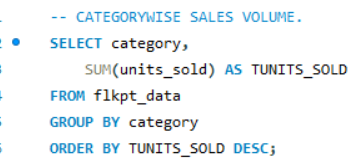 -- CATEGORYWISE SALES VOLUME.
SELECT category,
SUM(units_sold) AS TUNITS_SOLD
FROM flkpt_data
GROUP BY category
ORDER BY TUNITS_SOLD DESC;